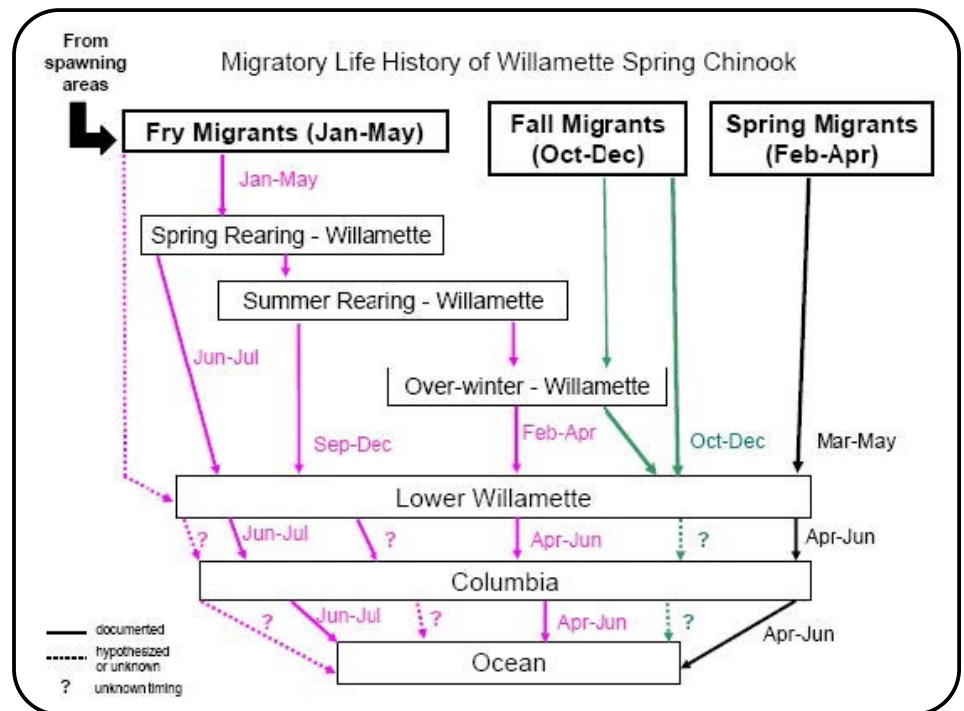 From
spawning
areas
Migratory Life History of Willamette Spring Chinook
Fry Migrants (Jan-May)
Fall Migrants
(Oct-Dec)
Spring Migrants
(Feb-Apr)
Jan-May
Spring Rearing - Willamette
Summer Rearing - Willamette
Jun-Jul
Over-winter - Willamette
Sep-Dec
Feb-Apr
Oct-Dec
Mar-May
Lower Willamette
?
Jun-Jul
?
Apr-Jun
?
Apr-Jun
Columbia
?
Jun-Jul
?
Apr-Jun
?
Apr-Jun
Ocean
documented
hypothesized
or unknown
? unknown timing